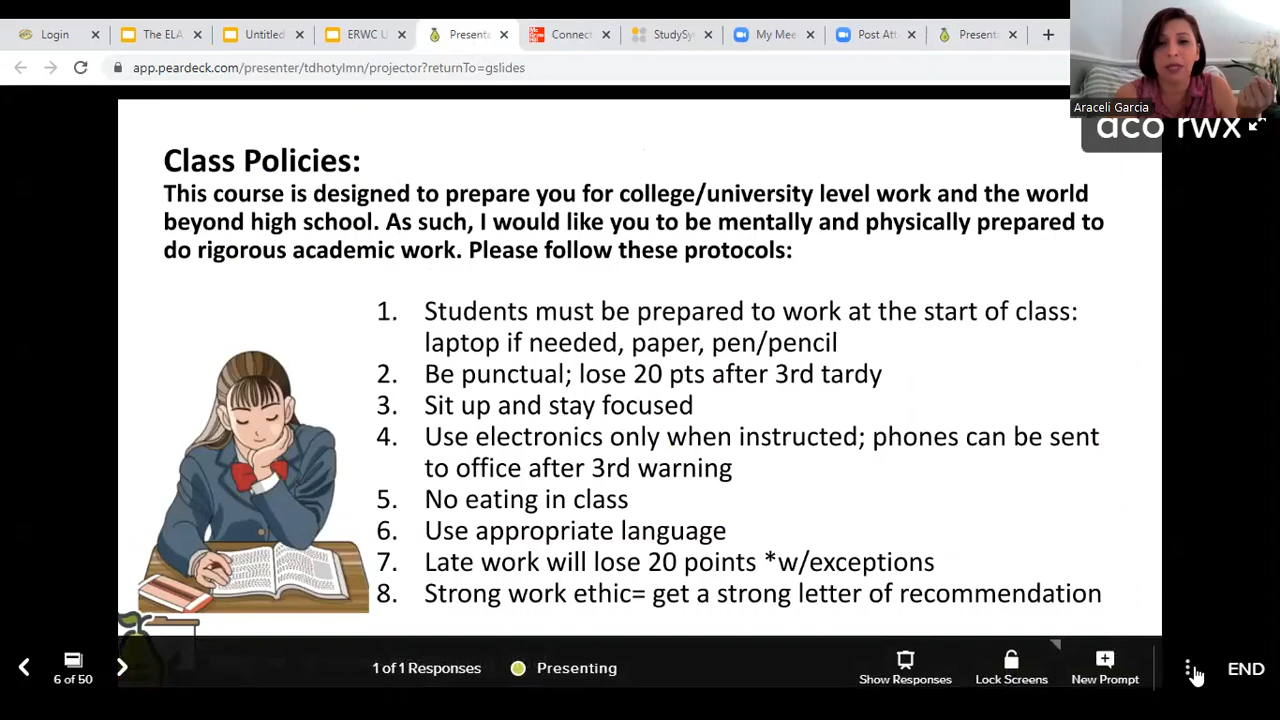 Login
The ELA
Untitled
ERWC U
Presenta
Mc Graw Hill
Connect
StudySy
My Mee
Post Att
Present
app.peardeck.com/presenter/tdhotylmn/projector?returnTo=gslides
Araceli Garcia
aco rwx
Class Policies:
This course is designed to prepare you for college/university level work and the world
beyond high school. As such, I would like you to be mentally and physically prepared to
do rigorous academic work. Please follow these protocols:
1. Students must be prepared to work at the start of class:
laptop if needed, paper, pen/pencil
2. Be punctual; lose 20 pts after 3rd tardy
3. Sit up and stay focused
4. Use electronics only when instructed; phones can be sent
to office after 3rd warning
5. No eating in class
6. Use appropriate language
7. Late work will lose 20 points *w/exceptions
8. Strong work ethic= get a strong letter of recommendation
6 of 50
1 of 1 Responses
Presenting
Show Responses
Lock Screens
New Prompt
END